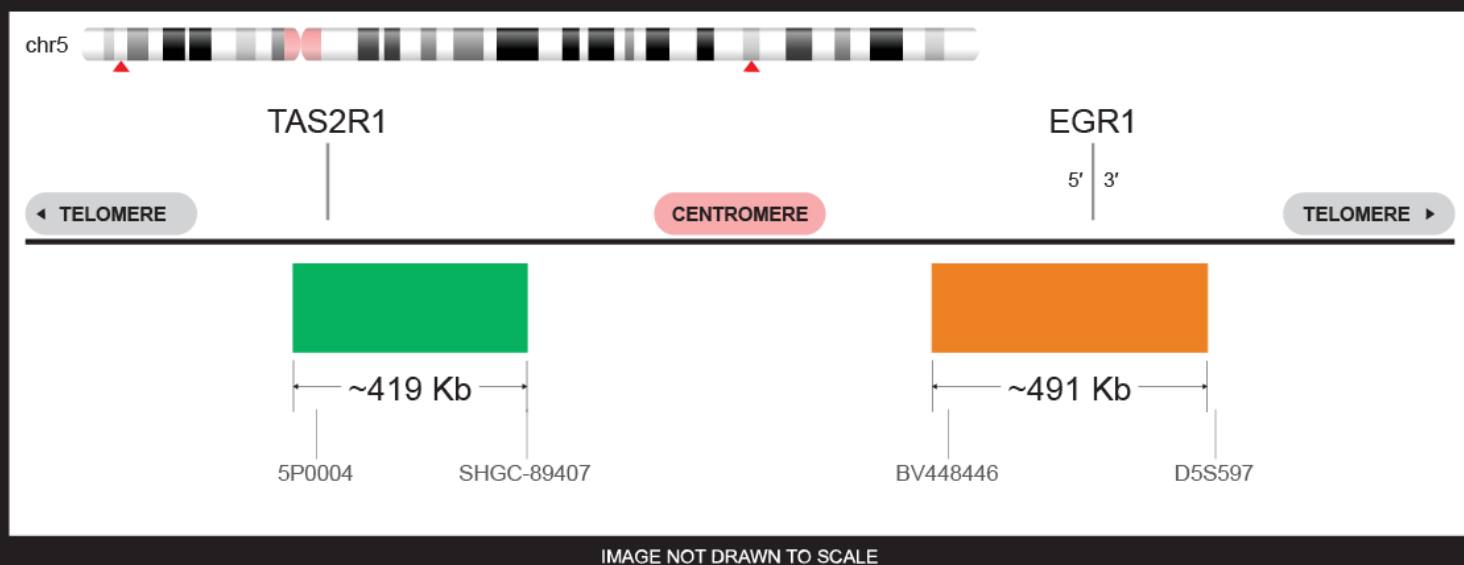 chr5
TAS2R1
EGR1
5′ 3′
TELOMERE
CENTROMERE
TELOMERE
~419 Kb
~491 Kb
5P0004
SHGC-89407
BV448446
D5S597
IMAGE NOT DRAWN TO SCALE